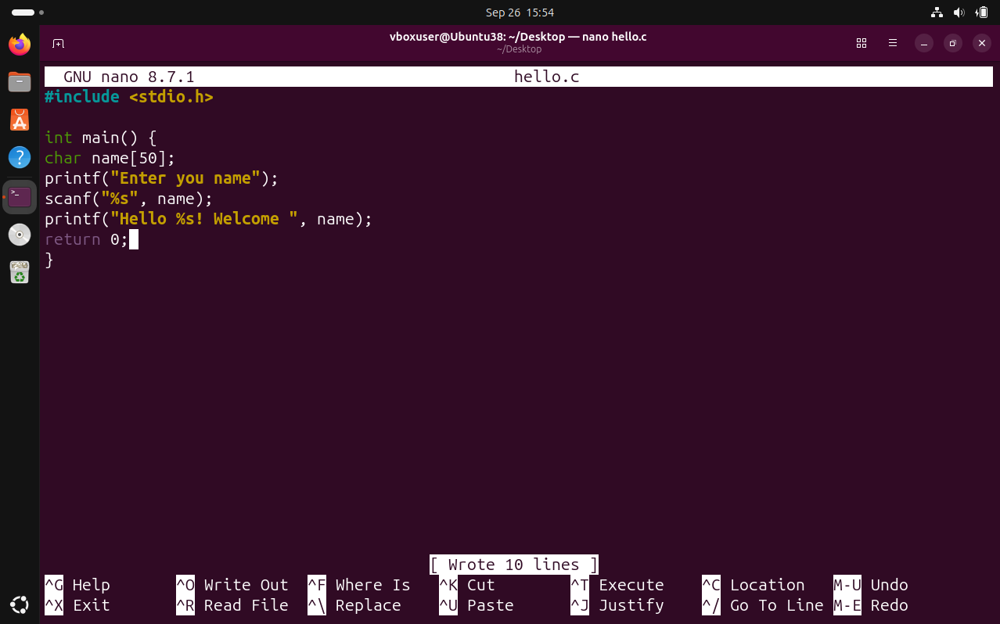 Sep 26 15:54
vboxuser@Ubuntu38: ~/Desktop — nano hello.c
~/Desktop
GNU nano 8.7.1 hello.c
#include <stdio.h>
int main() {
char name[50];
printf("Enter you name");
scanf("%s", name);
printf("Hello %s! Welcome ", name);
return 0;
}
[ Wrote 10 lines ]
^G Help ^O Write Out ^F Where Is ^K Cut ^T Execute ^C Location M-U Undo
^X Exit ^R Read File ^\ Replace ^U Paste ^J Justify ^/ Go To Line M-E Redo